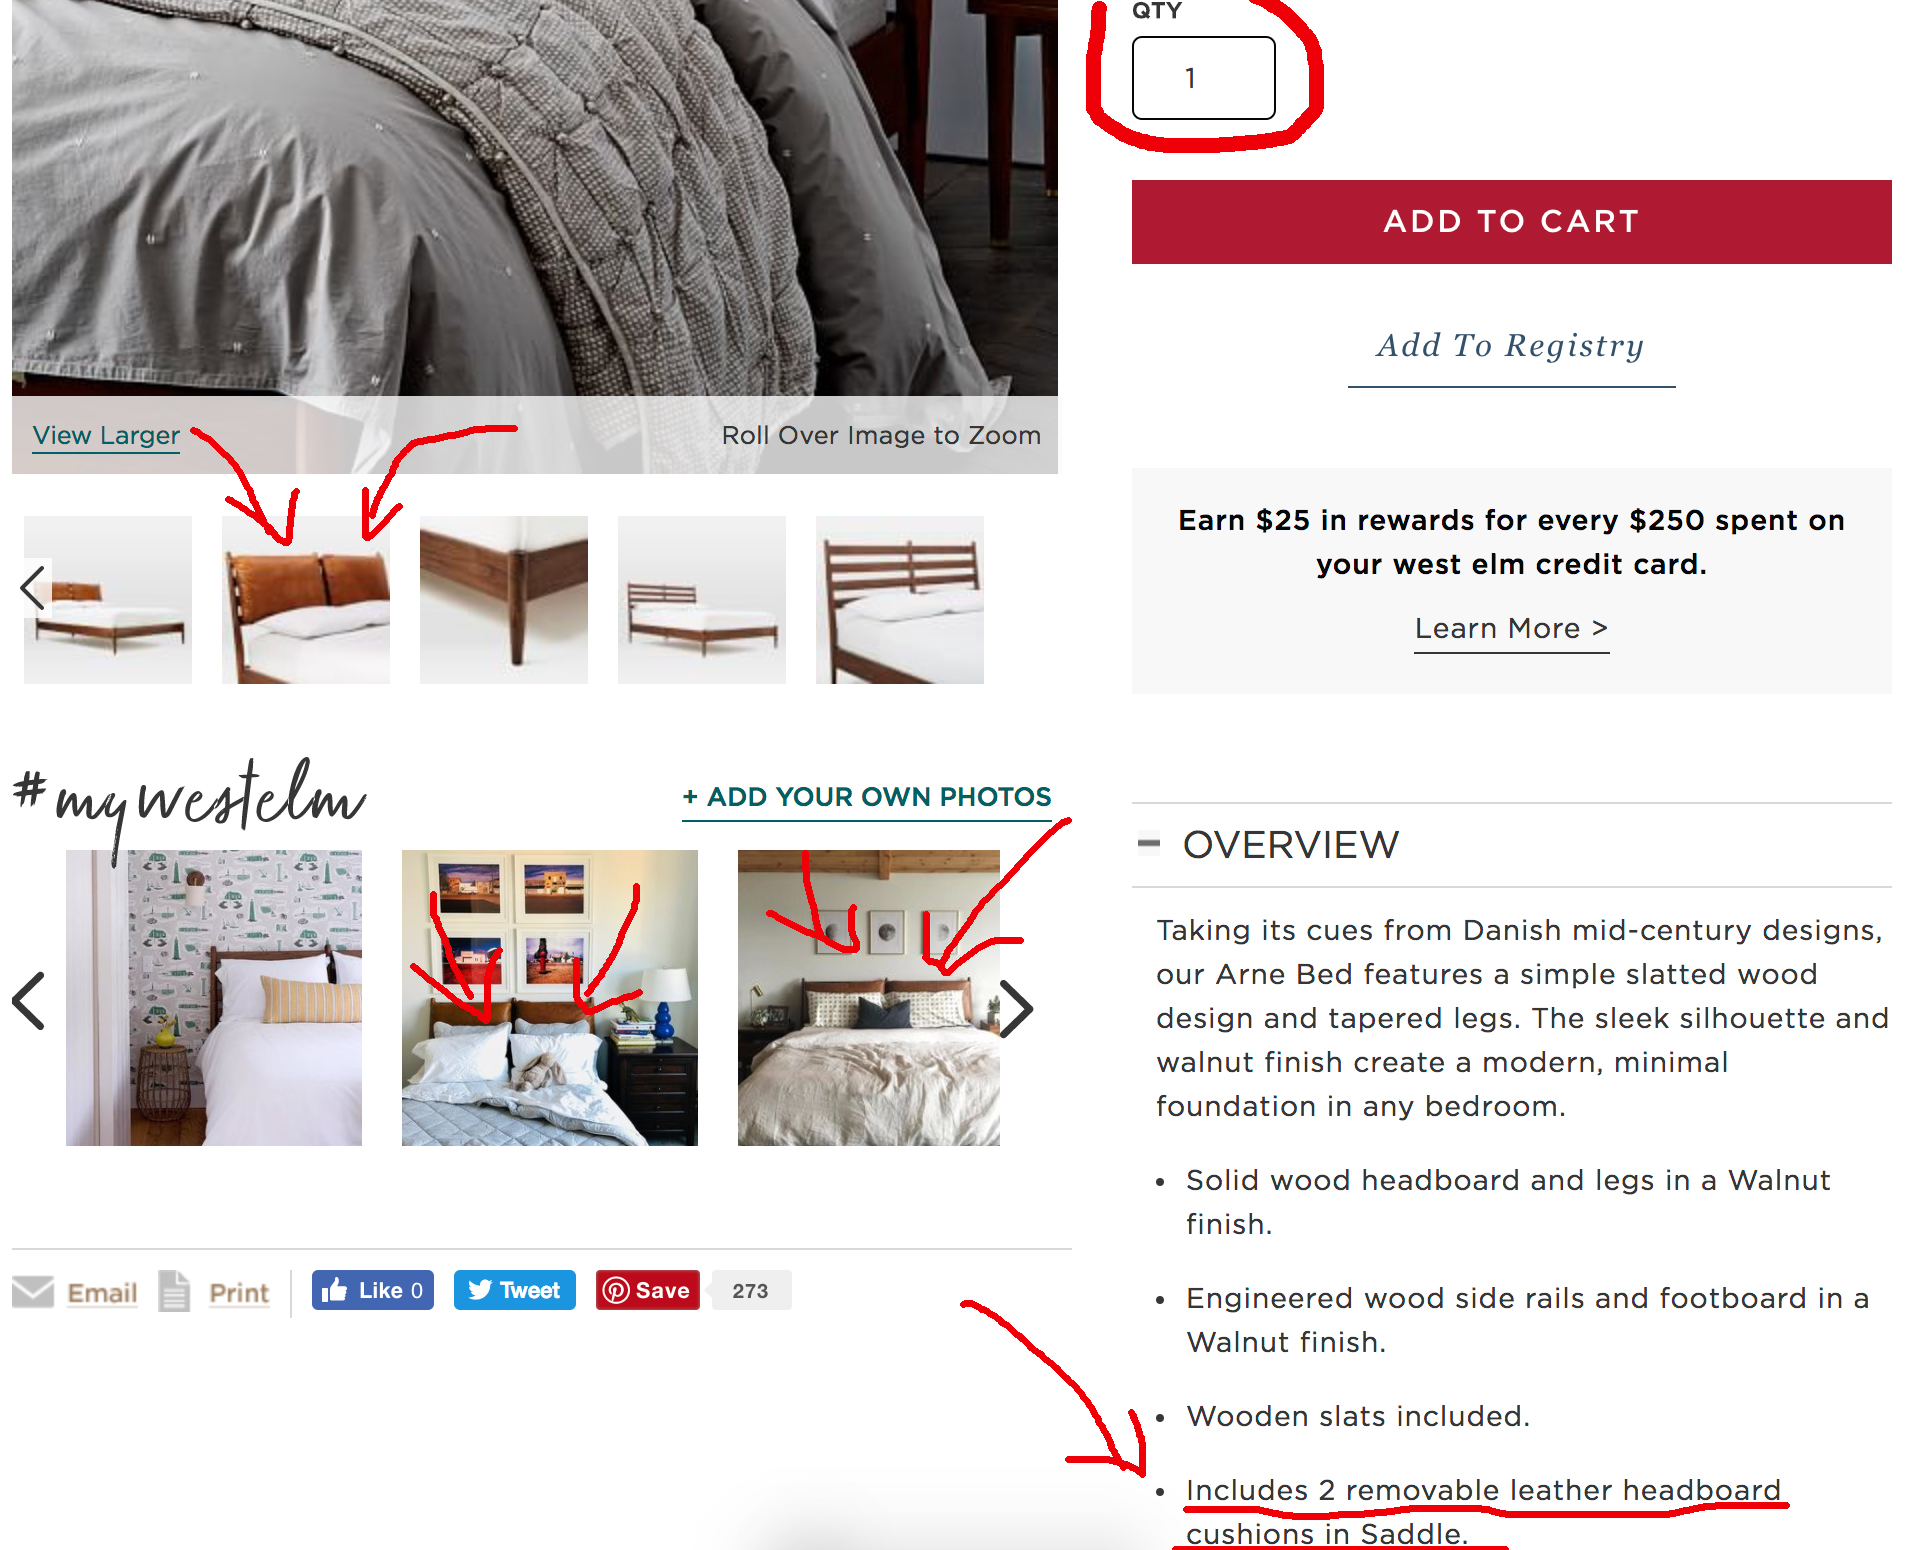 QTY
1
ADD TO CART
Add To Registry
View Larger
Roll Over Image to Zoom
Earn $25 in rewards for every $250 spent on
your west elm credit card.
Learn More >
#mywestelm
+ ADD YOUR OWN PHOTOS
OVERVIEW
Taking its cues from Danish mid-century designs,
our Arne Bed features a simple slatted wood
design and tapered legs. The sleek silhouette and
walnut finish create a modern, minimal
foundation in any bedroom.
• Solid wood headboard and legs in a Walnut
finish.
• Engineered wood side rails and footboard in a
Walnut finish.
• Wooden slats included.
• Includes 2 removable leather headboard
cushions in Saddle.
Email
Print
Like 0
Tweet
Save
273